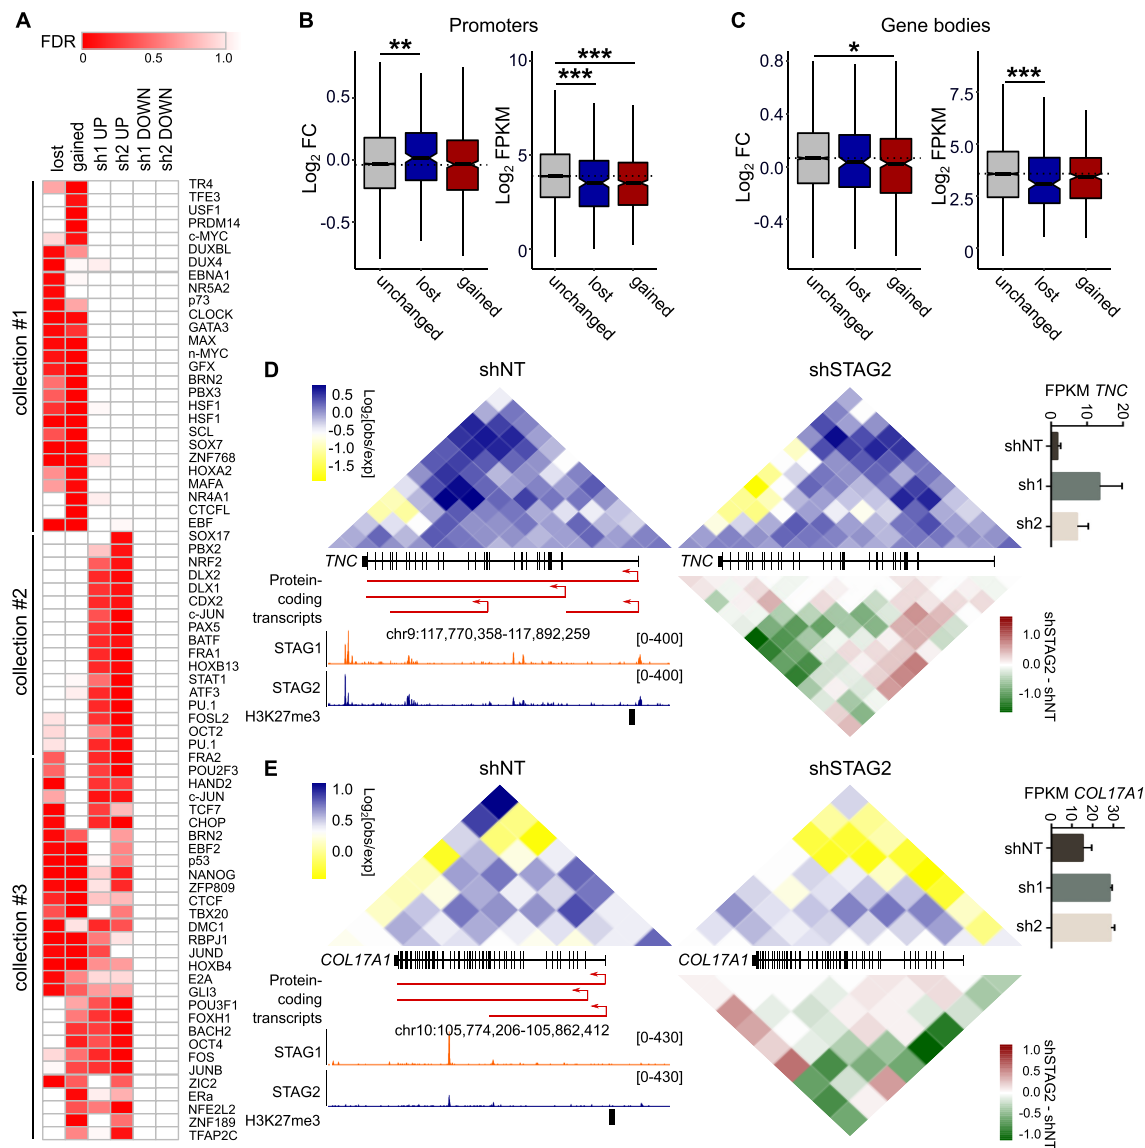 A
FDR
0
1.0
lost
gained
sh1 UP
sh2 UP
sh1 DOWN
sh2 DOWN
collection #1
TR4
TFE3
USF1
PRDM14
c-MYC
DUXBL
DUX4
EBNA1
NR5A2
p73
CLOCK
GATA3
MAX
n-MYC
GFX
BRN2
PBX3
HSF1
HSF1
SCL
SOX7
ZNF768
HOXA2
MAFA
NR4A1
CTCFL
EBF
collection #2
SOX17
PBX2
NRF2
DLX2
DLX1
CDX2
c-JUN
PAX5
BATF
FRA1
HOXB13
STAT1
ATF3
PU.1
FOSL2
OCT2
PU.1
collection #3
FRA2
POU2F3
HAND2
c-JUN
TCF7
CHOP
BRN2
EBF2
p53
NANOG
ZFP809
CTCF
TBX20
DMC1
RBPJ1
JUND
HOXB4
E2A
GLI3
POU3F1
FOXH1
BACH2
OCT4
FOS
JUNB
ZIC2
ERa
NFE2L2
ZNF189
TFAP2C
B
Promoters
Log2 FC
0.5
0.0
-0.5
**
unchanged
lost
gained
Log2 FPKM
10
5
0
***
***
unchanged
lost
gained
C
Gene bodies
Log2 FC
0.8
0.4
0.0
-0.4
*
unchanged
lost
gained
Log2 FPKM
7.5
5.0
2.5
0
***
unchanged
lost
gained
D
shNT
shSTAG2
0.5
0.0
-0.5
-1.0
-1.5
Log2[obs/exp]
FPKM TNC
0
10
20
shNT
sh1
sh2
TNC
TNC
Protein-
coding
transcripts
chr9:117,770,358-117,892,259
STAG1
[0-400]
STAG2
[0-400]
H3K27me3
1.0
0.0
-1.0
shSTAG2 - shNT
E
shNT
shSTAG2
1.0
0.5
0.0
Log2[obs/exp]
FPKM COL17A1
0
10
20
30
shNT
sh1
sh2
COL17A1
COL17A1
Protein-
coding
transcripts
chr10:105,774,206-105,862,412
STAG1
[0-430]
STAG2
[0-430]
H3K27me3
1.0
0.5
0.0
-0.5
-1.0
shSTAG2 - shNT